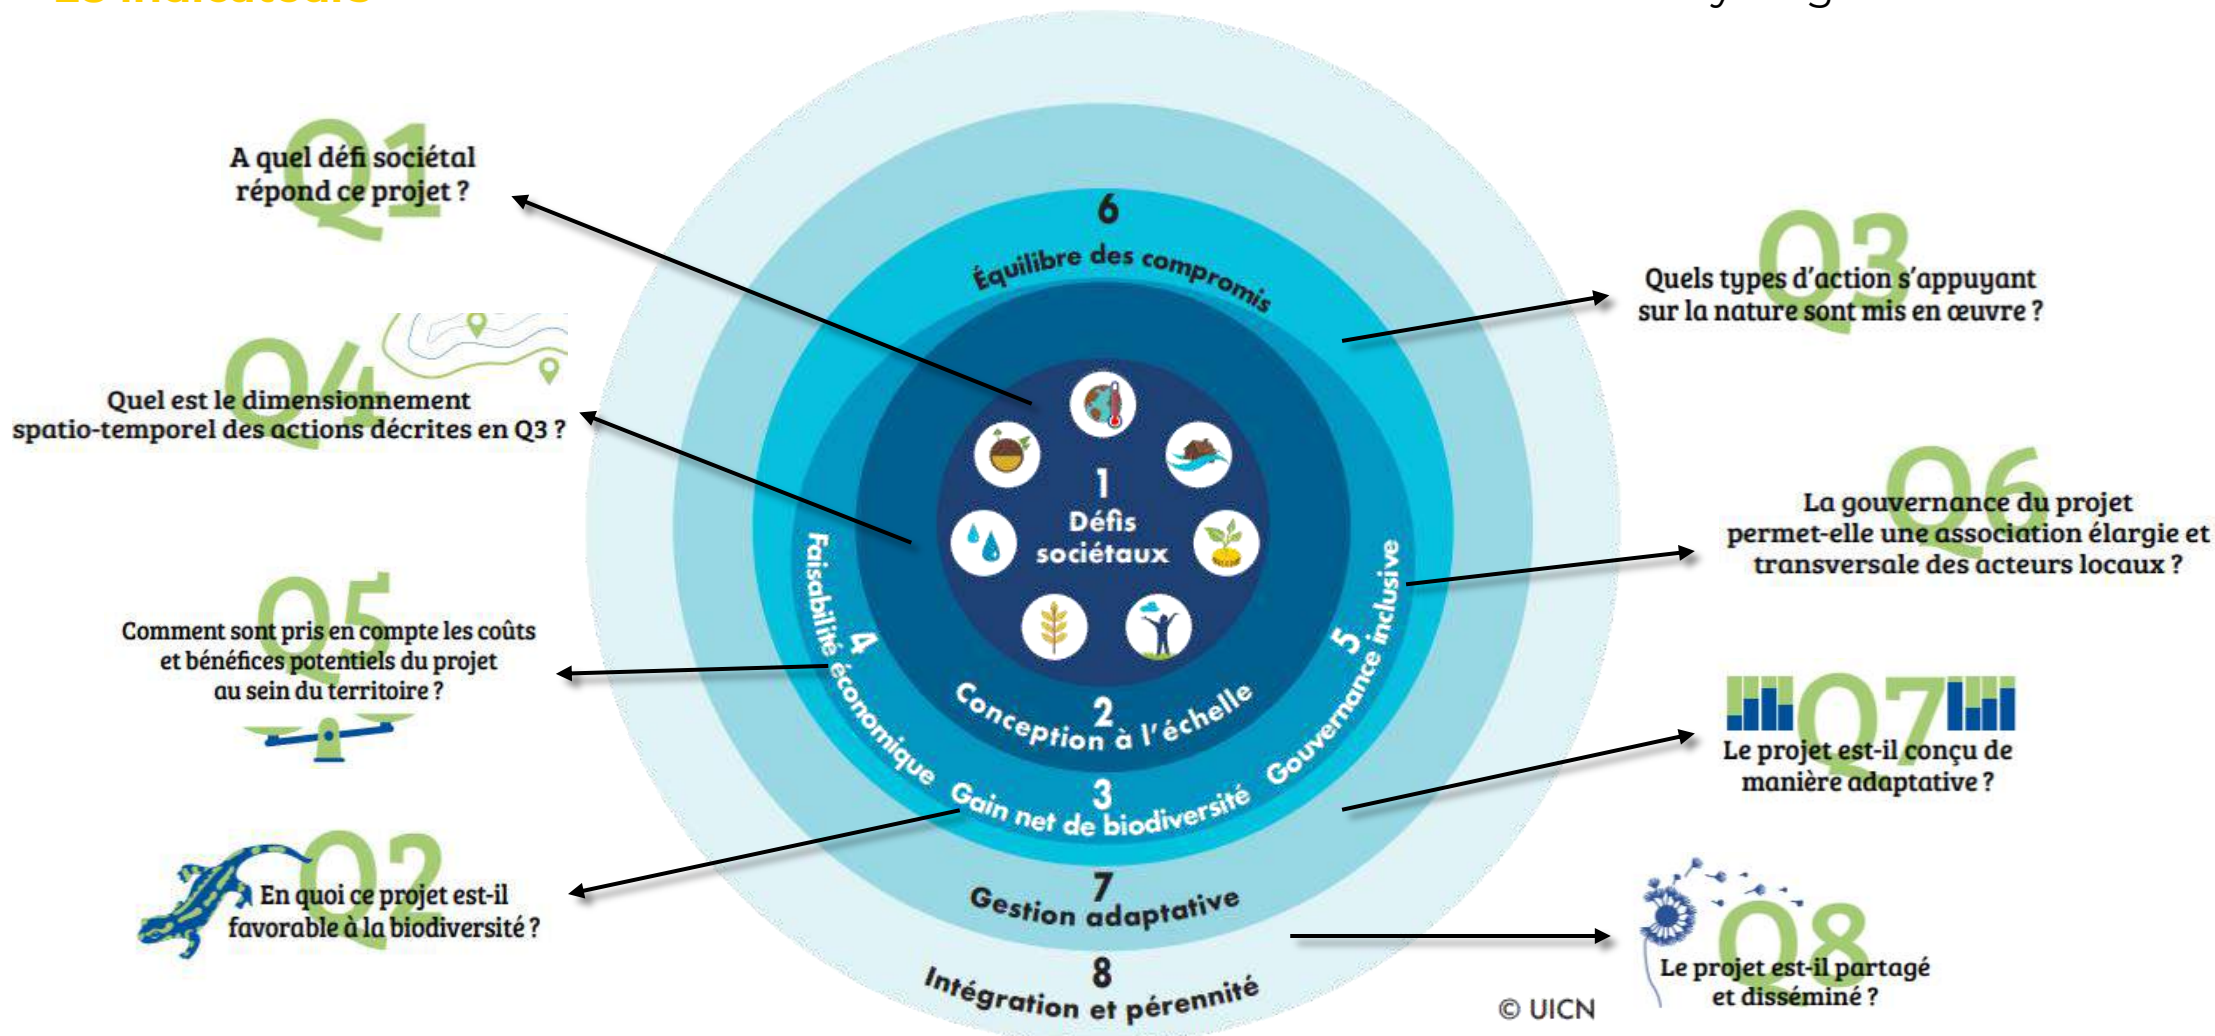 Q1
A quel défi sociétal
répond ce projet ?
Q4
Quel est le dimensionnement
spatio-temporel des actions décrites en Q3 ?
Q5
Comment sont pris en compte les coûts
et bénéfices potentiels du projet
au sein du territoire ?
Q2
En quoi ce projet est-il
favorable à la biodiversité ?
6
Équilibre des compromis
1
Défis
sociétaux
2
Conception à l'échelle
4
Faisabilité économique
3
Gain net de biodiversité
5
Gouvernance inclusive
7
Gestion adaptative
8
Intégration et pérennité
Q3
Quels types d'action s'appuyant
sur la nature sont mis en œuvre ?
Q6
La gouvernance du projet
permet-elle une association élargie et
transversale des acteurs locaux ?
Q7
Le projet est-il conçu de
manière adaptative ?
Q8
Le projet est-il partagé
et disséminé ?
© UICN